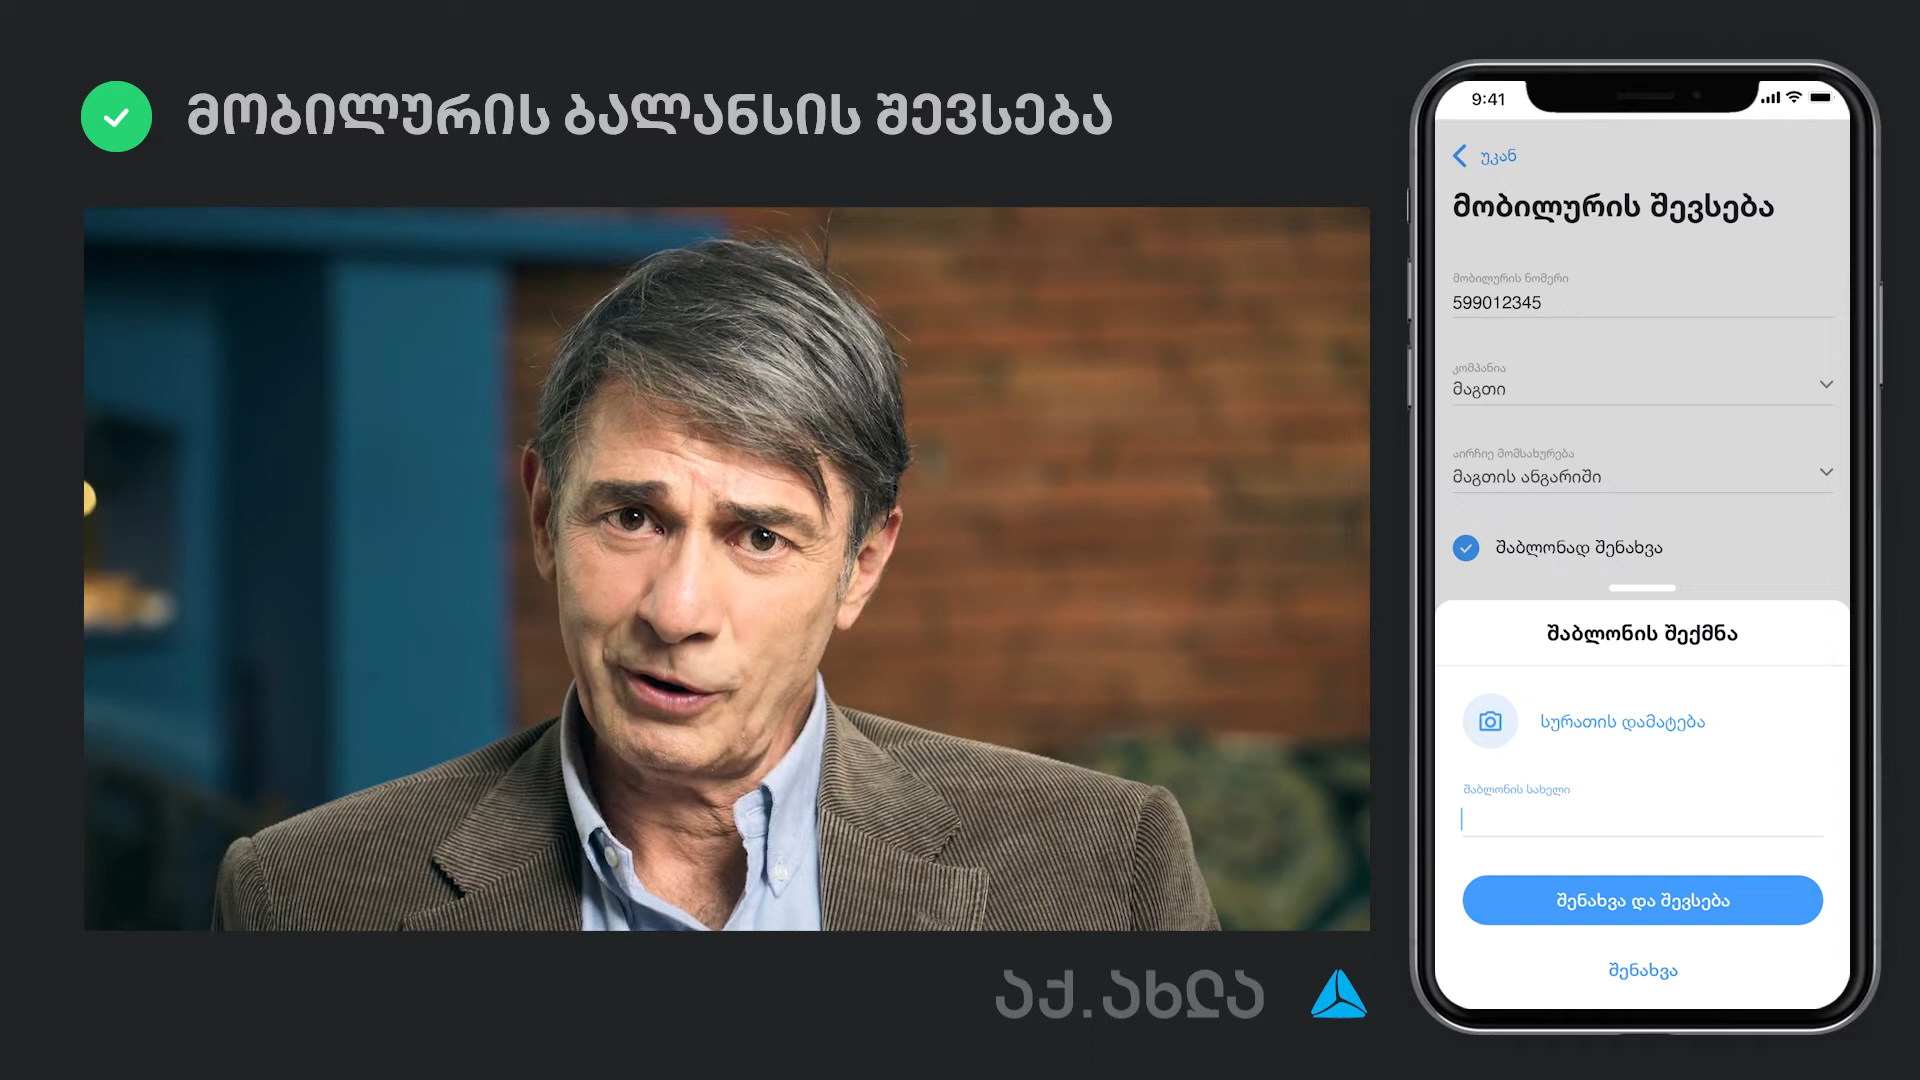 მობილურის ბალანსის შევსება
9:41
უკან
მობილურის შევსება
მობილურის ნომერი
599012345
კომპანია
მაგთი
აირჩიე მომსახურება
მაგთის ანგარიში
შაბლონად შენახვა
შაბლონის შექმნა
სურათის დამატება
შაბლონის სახელი
შენახვა და შევსება
შენახვა
აქ.ახლა